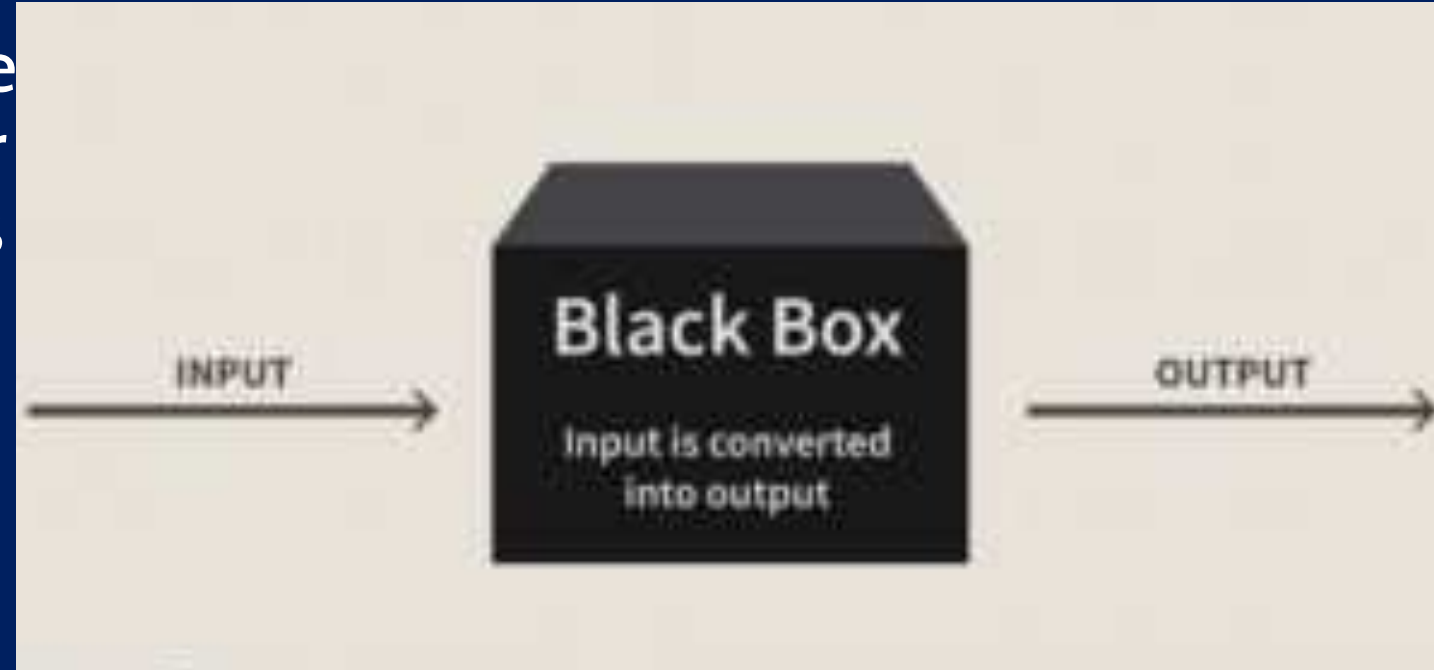 INPUT
Black Box
Input is converted
into output
OUTPUT